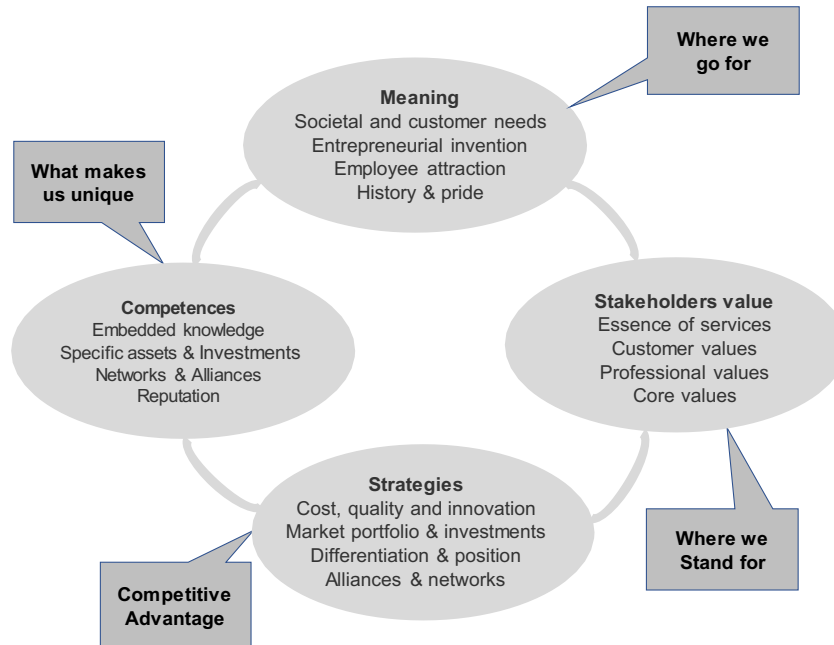 Where we
go for
Meaning
Societal and customer needs
Entrepreneurial invention
Employee attraction
History & pride
What makes
us unique
Competences
Embedded knowledge
Specific assets & Investments
Networks & Alliances
Reputation
Stakeholders value
Essence of services
Customer values
Professional values
Core values
Strategies
Cost, quality and innovation
Market portfolio & investments
Differentiation & position
Alliances & networks
Where we
Stand for
Competitive
Advantage